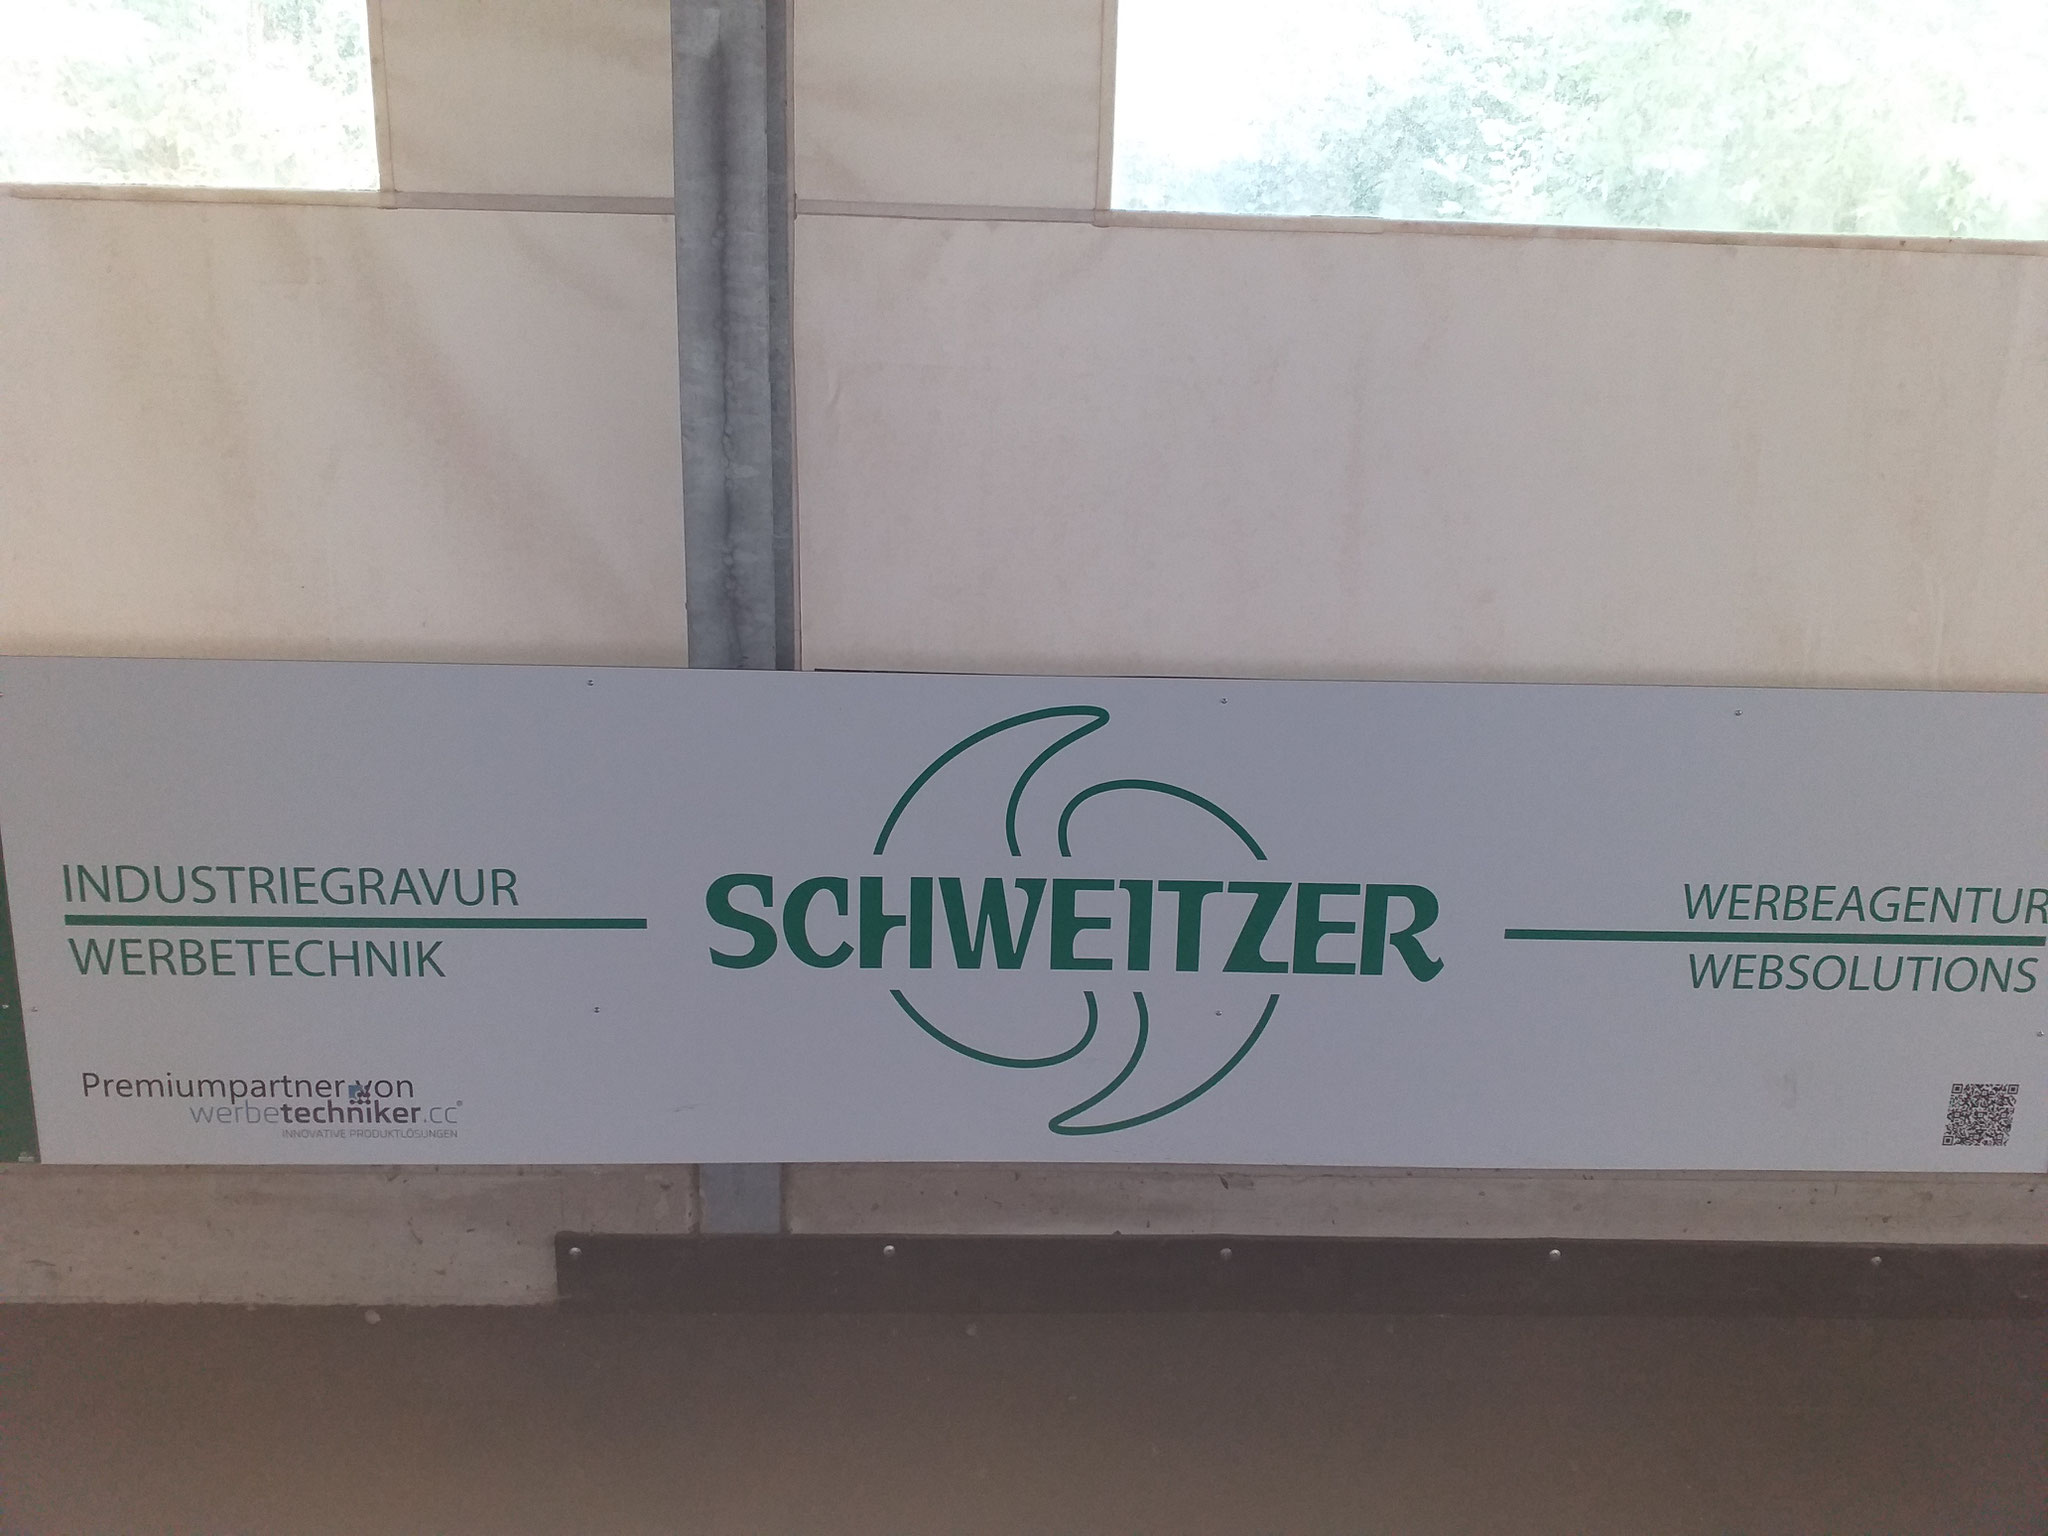 INDUSTRIEGRAVUR
WERBETECHNIK
SCHWEITZER
WERBEAGENTUR
WEBSOLUTIONS
Premiumpartner von
werbetechniker.cc®
INNOVATIVE PRODUKTLÖSUNGEN